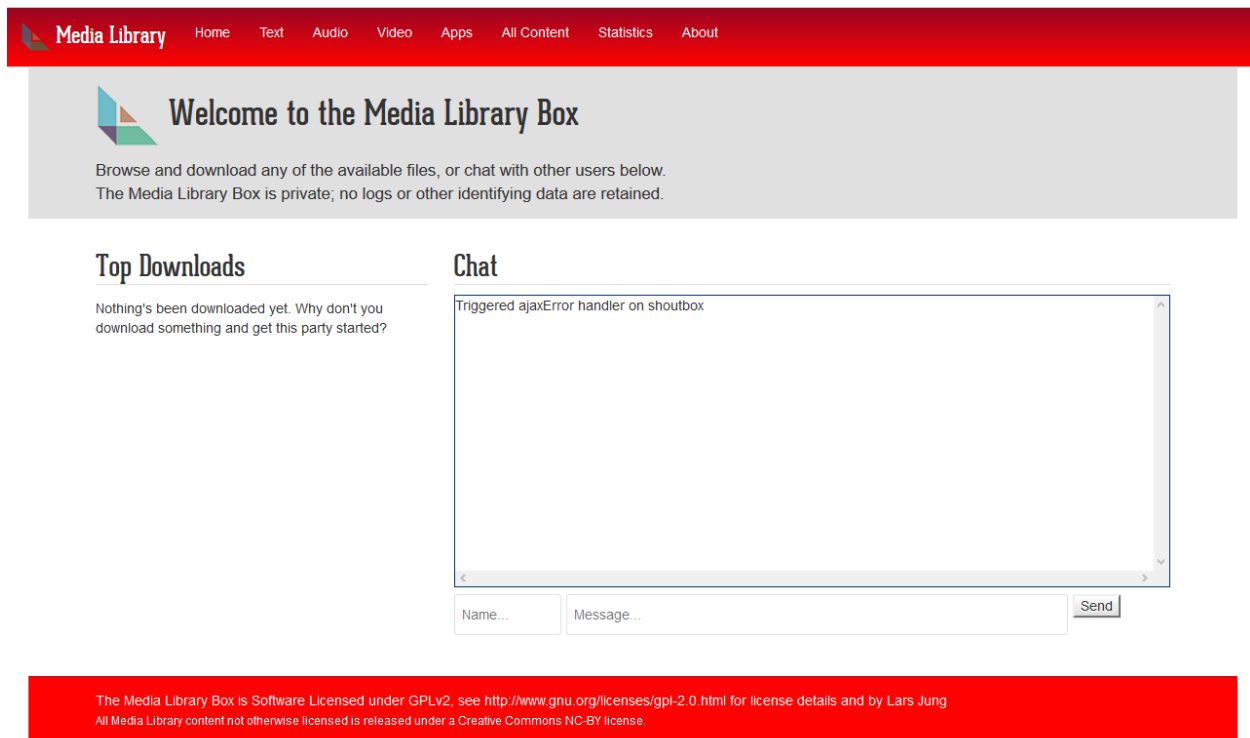 Media Library Home Text Audio Video Apps All Content Statistics About
Welcome to the Media Library Box
Browse and download any of the available files, or chat with other users below.
The Media Library Box is private; no logs or other identifying data are retained.
Top Downloads
Nothing's been downloaded yet. Why don't you
download something and get this party started?
Chat
Triggered ajaxError handler on shoutbox
Name... Message... Send
The Media Library Box is Software Licensed under GPLv2, see http://www.gnu.org/licenses/gpl-2.0.html for license details and by Lars Jung
All Media Library content not otherwise licensed is released under a Creative Commons NC-BY license.